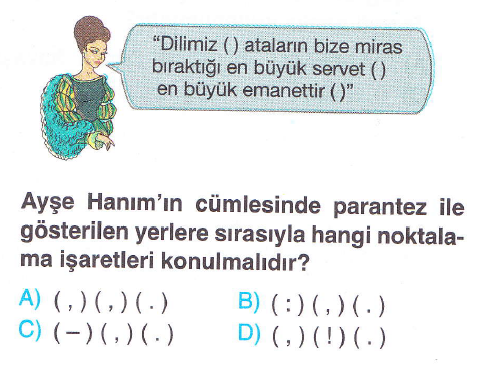 “Dilimiz ( ) ataların bize miras
bıraktığı en büyük servet ( )
en büyük emanettir ( )”
Ayşe Hanım’ın cümlesinde parantez ile
gösterilen yerlere sırasıyla hangi noktala-
ma işaretleri konulmalıdır?
A) ( , ) ( , ) ( . )
B) ( : ) ( , ) ( . )
C) ( – ) ( , ) ( . )
D) ( , ) ( ! ) ( . )